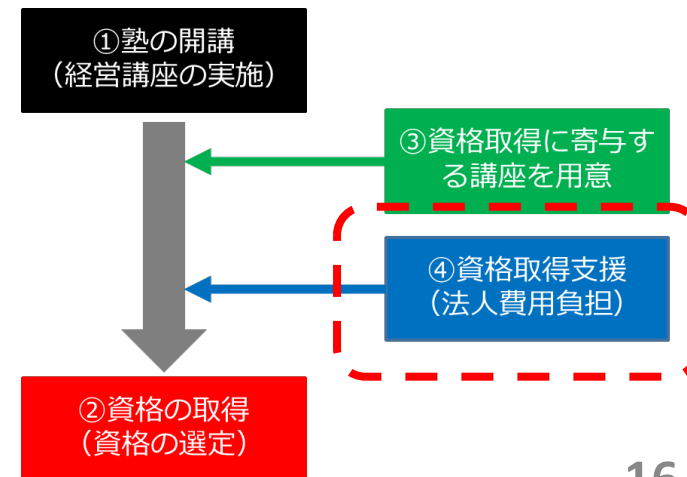 ①塾の開講
（経営講座の実施）
③資格取得に寄与す
る講座を用意
④資格取得支援
（法人費用負担）
②資格の取得
（資格の選定）
16